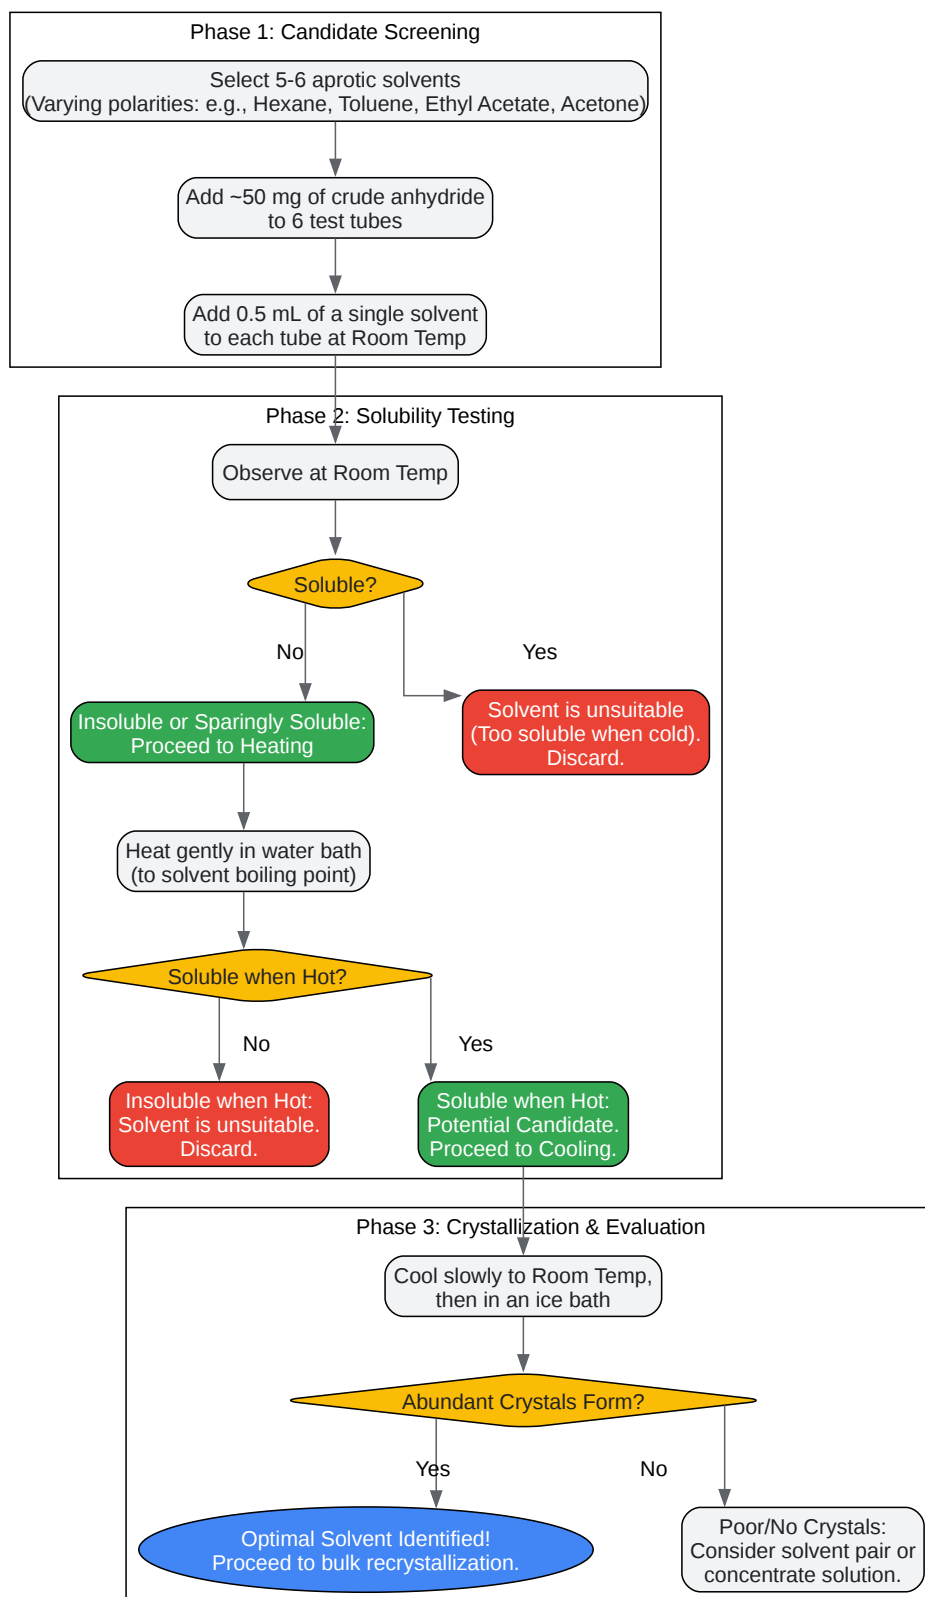 Phase 1: Candidate Screening
Select 5-6 aprotic solvents
(Varying polarities: e.g., Hexane, Toluene, Ethyl Acetate, Acetone)
Add ~50 mg of crude anhydride
to 6 test tubes
Add 0.5 mL of a single solvent
to each tube at Room Temp
Phase 2: Solubility Testing
Observe at Room Temp
Soluble?
No
Yes
Insoluble or Sparingly Soluble:
Proceed to Heating
Solvent is unsuitable
(Too soluble when cold).
Discard.
Heat gently in water bath
(to solvent boiling point)
Soluble when Hot?
No
Yes
Insoluble when Hot:
Solvent is unsuitable.
Discard.
Soluble when Hot:
Potential Candidate.
Proceed to Cooling.
Phase 3: Crystallization & Evaluation
Cool slowly to Room Temp,
then in an ice bath
Abundant Crystals Form?
Yes
No
Optimal Solvent Identified!
Proceed to bulk recrystallization.
Poor/No Crystals:
Consider solvent pair or
concentrate solution.